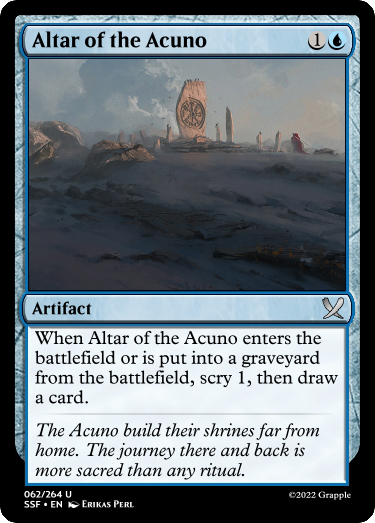 Altar of the Acuno 1
Artifact
When Altar of the Acuno enters the
battlefield or is put into a graveyard
from the battlefield, scry 1, then draw
a card.
The Acuno build their shrines far from
home. The journey there and back is
more sacred than any ritual.
062/264 U
SSF • EN Erikas Perl
©2022 Grapple